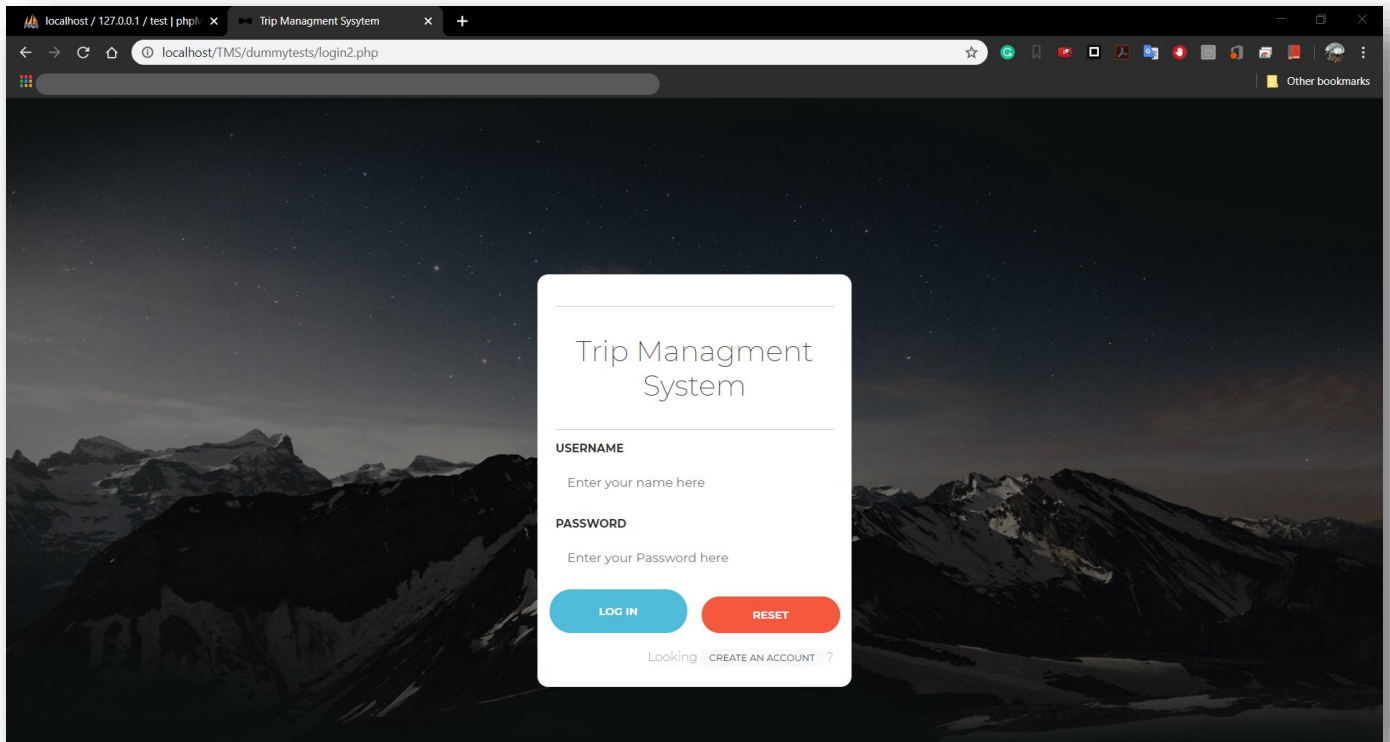 localhost / 127.0.0.1 / test | php
Trip Managment Sysytem
localhost/TMS/dummytests/login2.php
Other bookmarks
Trip Managment
System
USERNAME
Enter your name here
PASSWORD
Enter your Password here
LOG IN RESET
Looking CREATE AN ACCOUNT ?